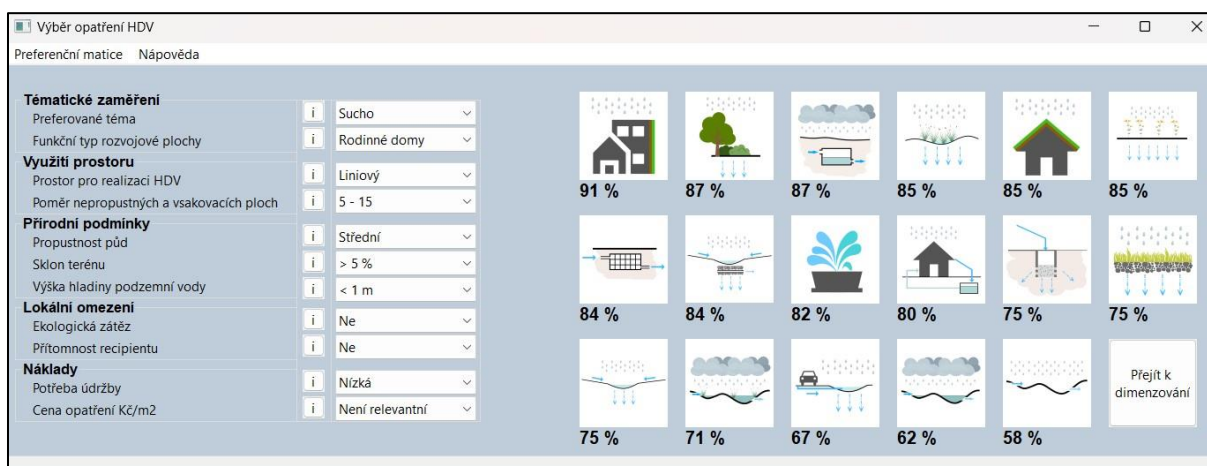 Výběr opatření HDV
Preferenční matice Nápověda
Tématické zaměření
Preferované téma i Sucho
Funkční typ rozvojové plochy i Rodinné domy
Využití prostoru
Prostor pro realizaci HDV i Liniový
Poměr nepropustných a vsakovacích ploch i 5 - 15
Přírodní podmínky
Propustnost půd i Střední
Sklon terénu i > 5 %
Výška hladiny podzemní vody i < 1 m
Lokální omezení
Ekologická zátěz i Ne
Přítomnost recipientu i Ne
Náklady
Potřeba údržby i Nízká
Cena opatření Kč/m2 i Není relevantní
91 % 87 % 87 % 85 % 85 % 85 %
84 % 84 % 82 % 80 % 75 % 75 %
Přejít k
dimenzování
75 % 71 % 67 % 62 % 58 %